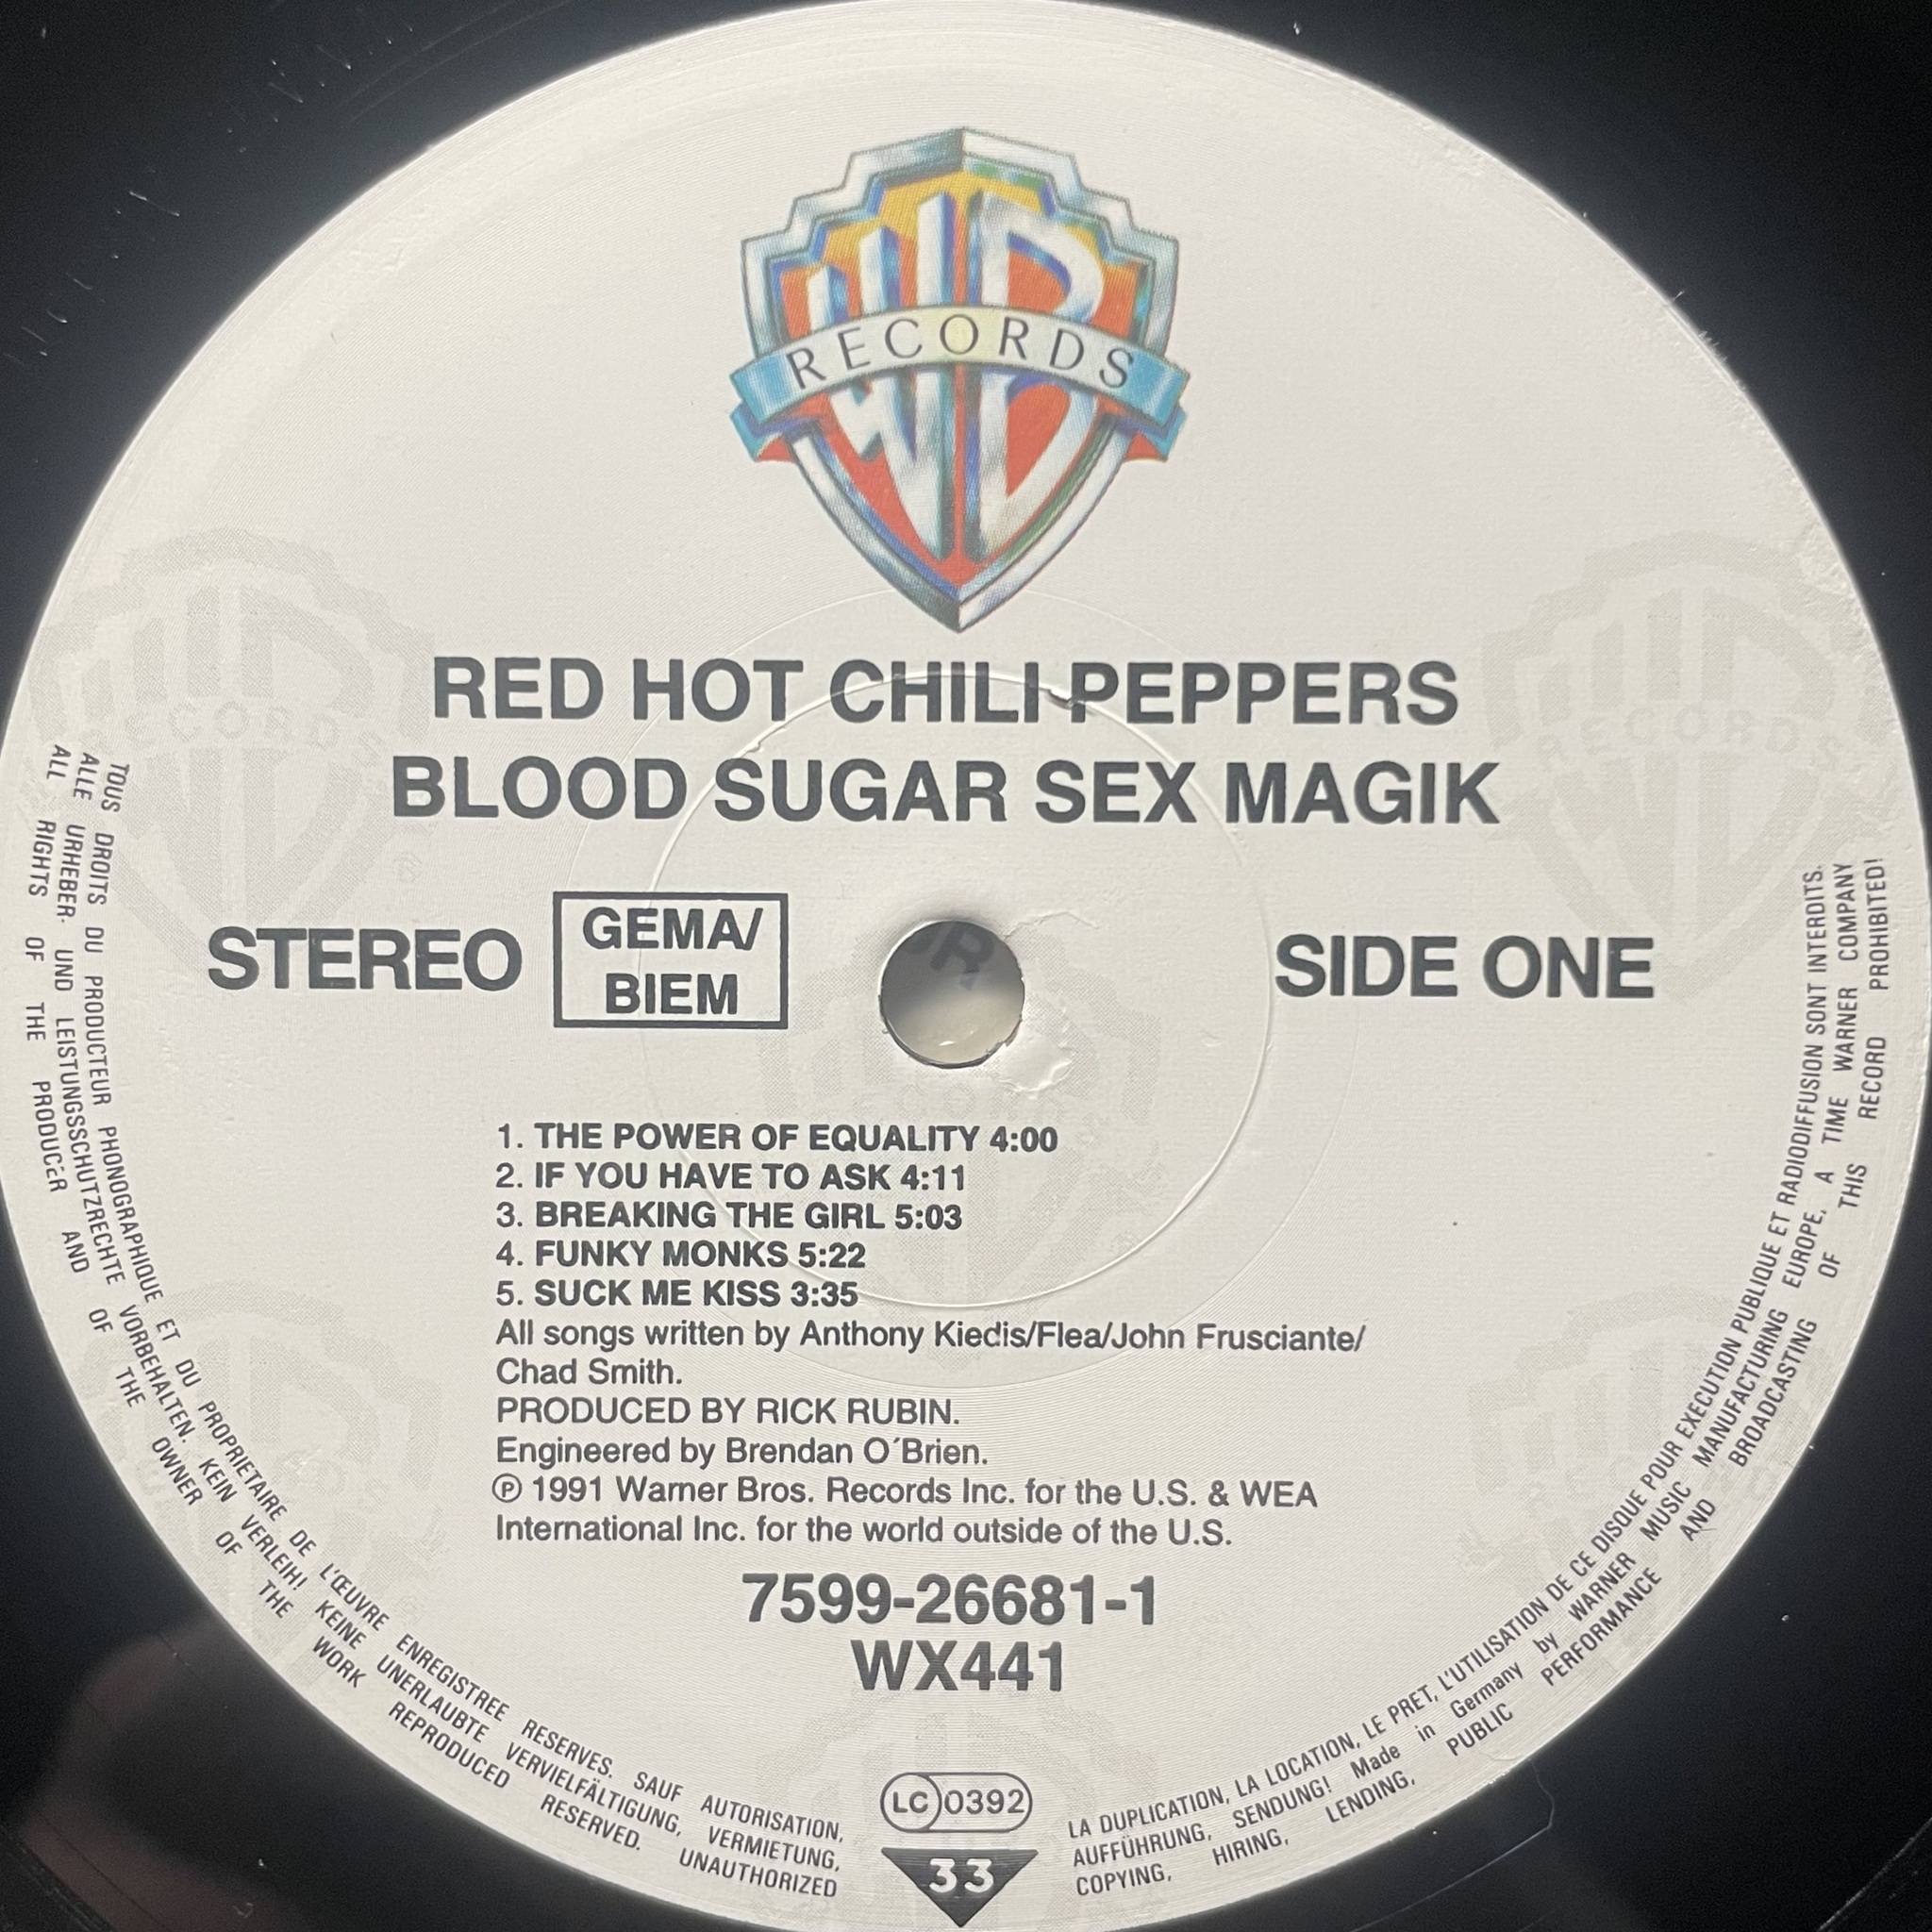 RECORDS
RED HOT CHILI PEPPERS
BLOOD SUGAR SEX MAGIK
STEREO
GEMA/
BIEM
SIDE ONE
1. THE POWER OF EQUALITY 4:00
2. IF YOU HAVE TO ASK 4:11
3. BREAKING THE GIRL 5:03
4. FUNKY MONKS 5:22
5. SUCK ME KISS 3:35
All songs written by Anthony Kiedis/Flea/John Frusciante/
Chad Smith.
PRODUCED BY RICK RUBIN.
Engineered by Brendan O´Brien.
℗ 1991 Warner Bros. Records Inc. for the U.S. & WEA
International Inc. for the world outside of the U.S.
7599-26681-1
WX441
LC 0392
33
TOUS DROITS DU PRODUCTEUR PHONOGRAPHIQUE ET DU PROPRIETAIRE DE L'ŒUVRE ENREGISTREE RESERVES. SAUF AUTORISATION, LA DUPLICATION, LA LOCATION, LE PRET, L'UTILISATION DE CE DISQUE POUR EXECUTION PUBLIQUE ET RADIODIFFUSION SONT INTERDITS.
ALLE URHEBER- UND LEISTUNGSSCHUTZRECHTE VORBEHALTEN. KEIN VERLEIH! KEINE UNERLAUBTE VERVIELFÄLTIGUNG, VERMIETUNG, AUFFÜHRUNG, SENDUNG! Made in Germany by WARNER MUSIC MANUFACTURING EUROPE, A TIME WARNER COMPANY
ALL RIGHTS OF THE PRODUCER AND OF THE OWNER OF THE WORK REPRODUCED RESERVED. UNAUTHORIZED COPYING, HIRING, LENDING, PUBLIC PERFORMANCE AND BROADCASTING OF THIS RECORD PROHIBITED!